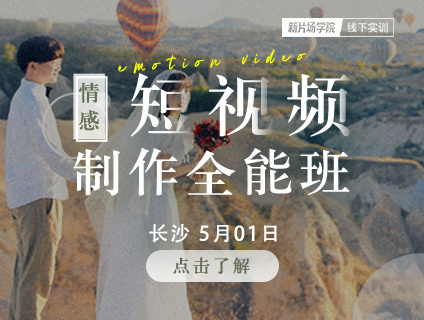 新片场学院 线下实训
emotion video
情感 短视频
制作全能班
长沙 5月01日
点击了解